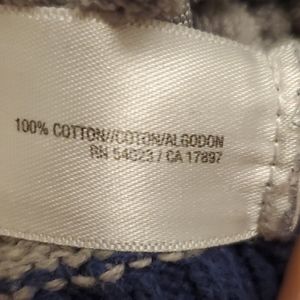 100% COTTON//COTON/ALGODON
RN 54023 / CA 17897